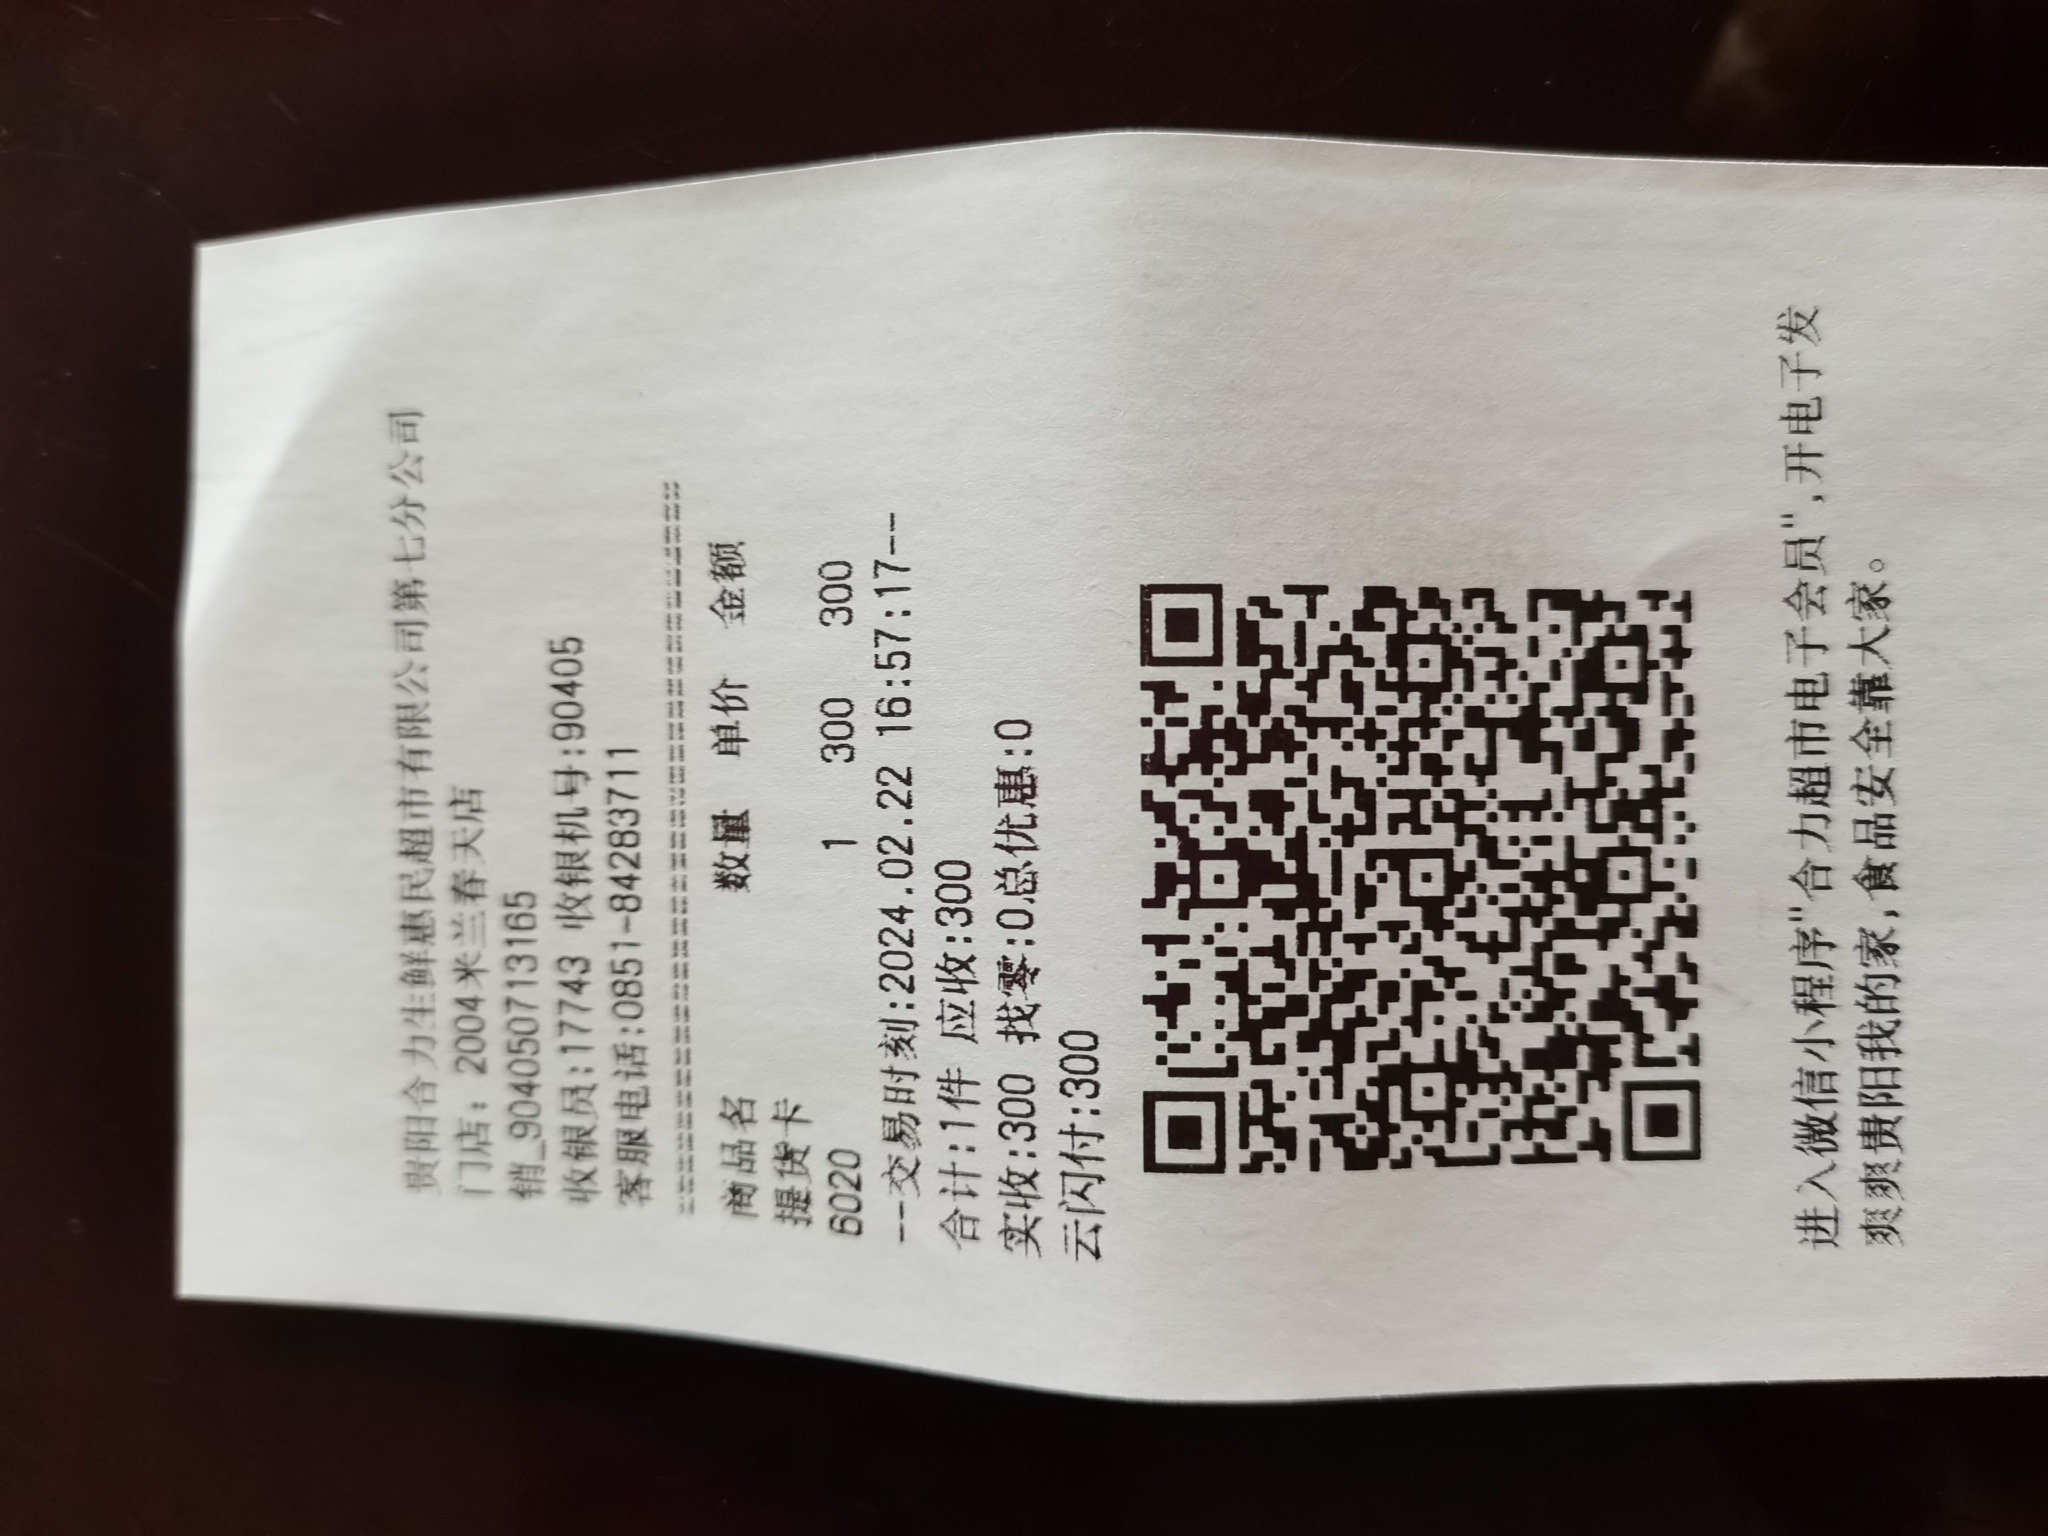 贵阳合力生鲜惠民超市有限公司第七分公司
门店: 2004米兰春天店
销_904050713165
收银员:17743 收银机号:90405
客服电话:0851-84283711
================================
商品名 数量 单价 金额
提货卡
6020 1 300 300
--交易时刻:2024.02.22 16:57:17--
合计:1件 应收:300
实收:300 找零:0总优惠:0
云闪付:300
进入微信小程序"合力超市电子会员",开电子发
爽爽贵阳我的家,食品安全靠大家。